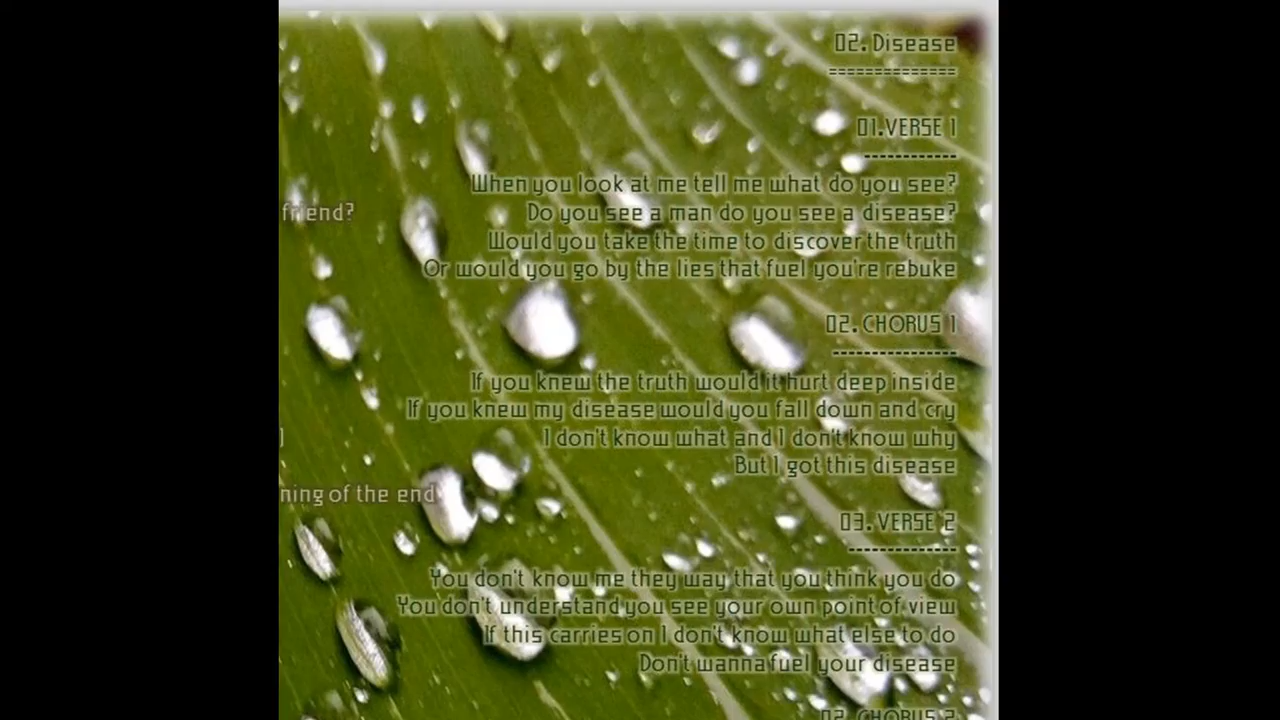 02. Disease
==============
01.VERSE 1
----------
When you look at me tell me what do you see?
friend?
Do you see a man do you see a disease?
Would you take the time to discover the truth
Or would you go by the lies that fuel you're rebuke
02. CHORUS 1
-------------
If you knew the truth would it hurt deep inside
If you knew my disease would you fall down and cry
I don't know what and I don't know why
But I got this disease
ning of the end
03. VERSE 2
-----------
You don't know me they way that you think you do
You don't understand you see your own point of view
If this carries on I don't know what else to do
Don't wanna fuel your disease
02. CHORUS 2